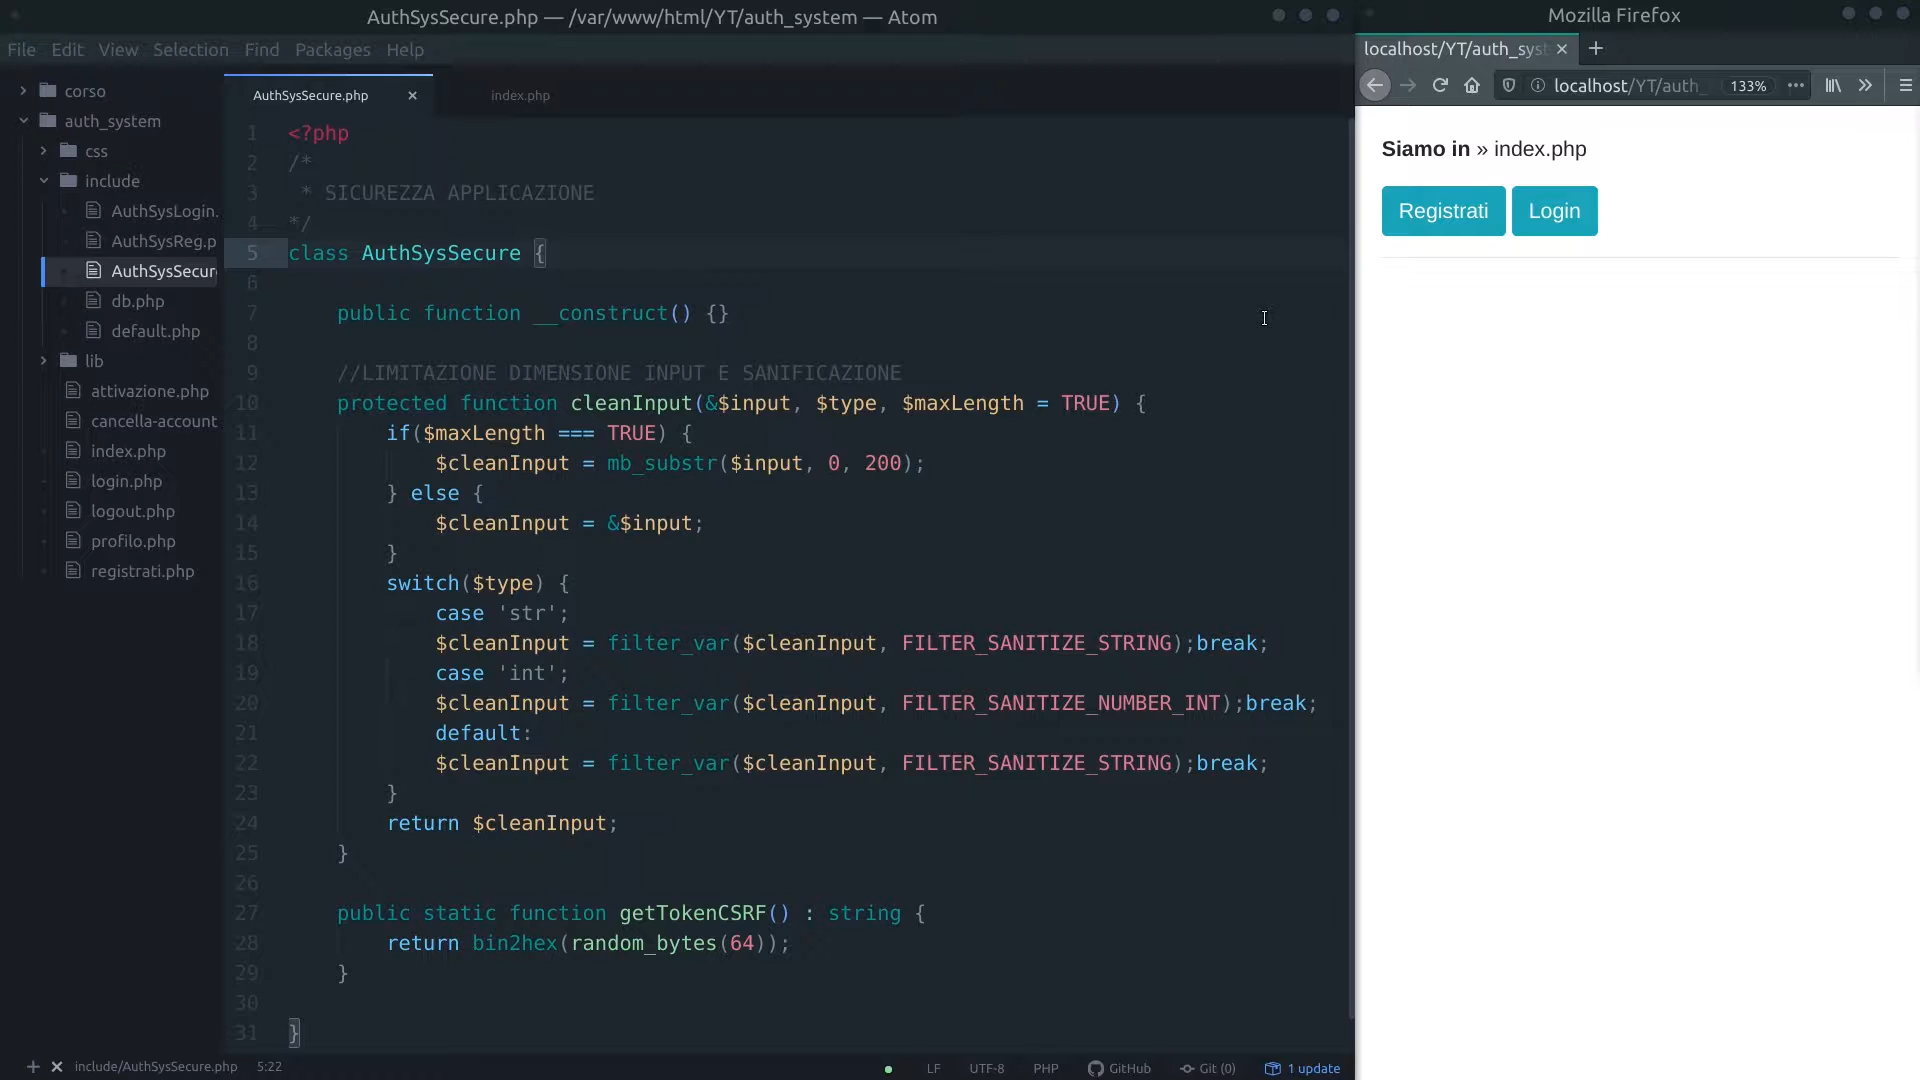 AuthSysSecure.php — /var/www/html/YT/auth_system — Atom
File Edit View Selection Find Packages Help
corso
auth_system
css
include
AuthSysLogin.
AuthSysReg.p
AuthSysSecur
db.php
default.php
lib
attivazione.php
cancella-account
index.php
login.php
logout.php
profilo.php
registrati.php
AuthSysSecure.php
index.php
1 <?php
2 /*
3  * SICUREZZA APPLICAZIONE
4 */
5 class AuthSysSecure {
6
7     public function __construct() {}
8
9     //LIMITAZIONE DIMENSIONE INPUT E SANIFICAZIONE
10     protected function cleanInput(&$input, $type, $maxLength = TRUE) {
11         if($maxLength === TRUE) {
12             $cleanInput = mb_substr($input, 0, 200);
13         } else {
14             $cleanInput = &$input;
15         }
16         switch($type) {
17             case 'str';
18             $cleanInput = filter_var($cleanInput, FILTER_SANITIZE_STRING);break;
19             case 'int';
20             $cleanInput = filter_var($cleanInput, FILTER_SANITIZE_NUMBER_INT);break;
21             default:
22             $cleanInput = filter_var($cleanInput, FILTER_SANITIZE_STRING);break;
23         }
24         return $cleanInput;
25     }
26
27     public static function getTokenCSRF() : string {
28         return bin2hex(random_bytes(64));
29     }
30
31 }
include/AuthSysSecure.php 5:22
LF UTF-8 PHP GitHub Git (0) 1 update
Mozilla Firefox
localhost/YT/auth_syst
localhost/YT/auth_ 133%
Siamo in » index.php
Registrati Login